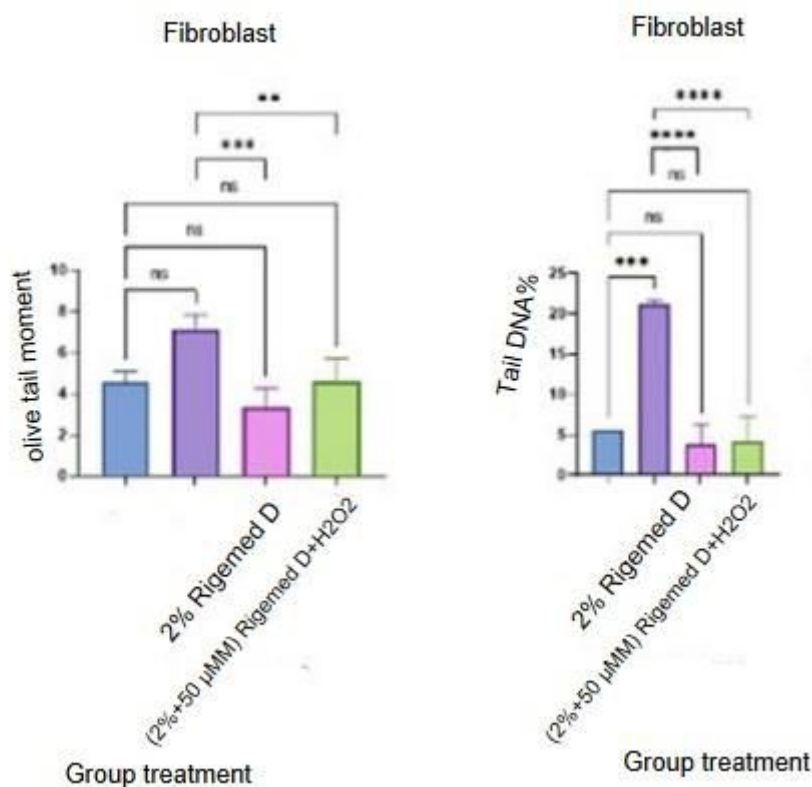 Fibroblast
**
***
ns
ns
ns
olive tail moment
10
8
6
4
2
0
2% Rigemed D
(2%+50 µMM) Rigemed D+H2O2
Group treatment
Fibroblast
****
****
ns
ns
***
Tail DNA%
25
20
15
10
5
0
2% Rigemed D
(2%+50 µMM) Rigemed D+H2O2
Group treatment